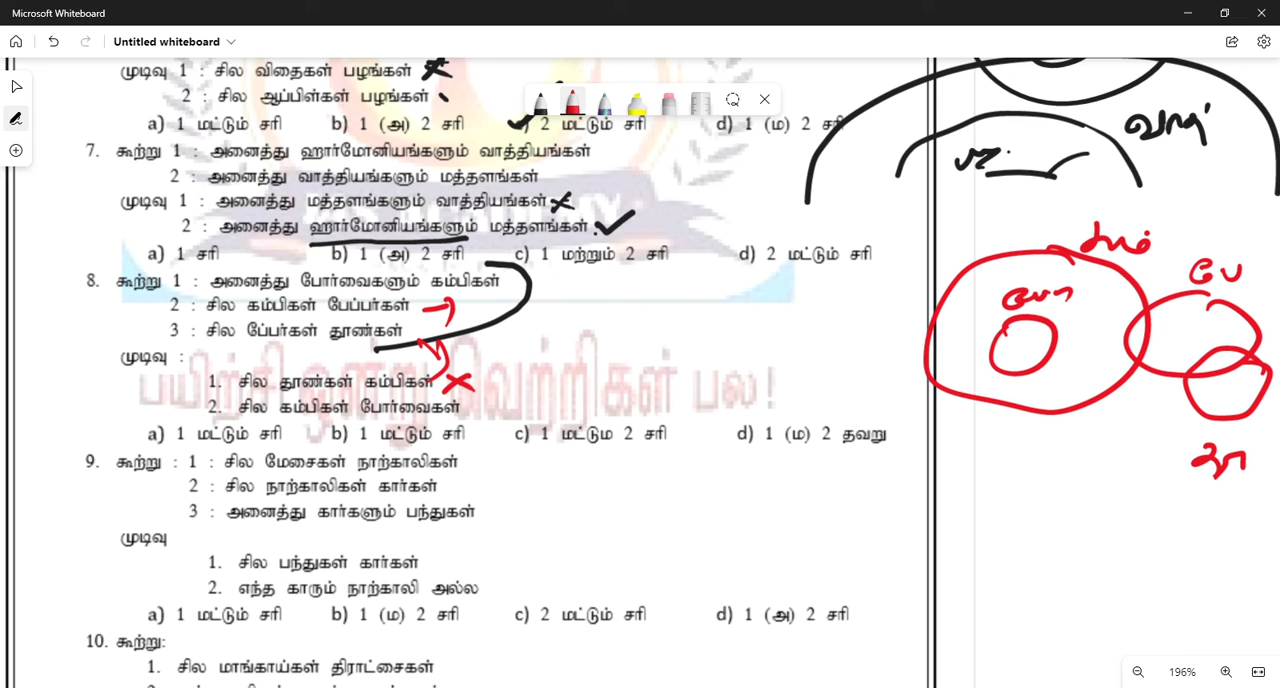 Microsoft Whiteboard
Untitled whiteboard
முடிவு 1 : சில விதைகள் பழங்கள்
2 : சில ஆப்பிள்கள் பழங்கள்
a) 1 மட்டும் சரி b) 1 (அ) 2 சரி 2 மட்டும் சரி d) 1 (ம) 2 சரி
7. கூற்று 1 : அனைத்து ஹார்மோனியங்களும் வாத்தியங்கள்
2 : அனைத்து வாத்தியங்களும் மத்தளங்கள்
முடிவு 1 : அனைத்து மத்தளங்களும் வாத்தியங்கள்
2 : அனைத்து ஹார்மோனியங்களும் மத்தளங்கள்
a) 1 சரி b) 1 (அ) 2 சரி c) 1 மற்றும் 2 சரி d) 2 மட்டும் சரி
8. கூற்று 1 : அனைத்து போர்வைகளும் கம்பிகள்
2 : சில கம்பிகள் பேப்பர்கள்
3 : சில பேப்பர்கள் தூண்கள்
முடிவு :
1. சில தூண்கள் கம்பிகள்
2. சில கம்பிகள் போர்வைகள்
பயிற்சி ஒன்று வெற்றிகள் பல!
a) 1 மட்டும் சரி b) 1 மட்டும் சரி c) 1 மட்டும 2 சரி d) 1 (ம) 2 தவறு
9. கூற்று : 1 : சில மேசைகள் நாற்காலிகள்
2 : சில நாற்காலிகள் கார்கள்
3 : அனைத்து கார்களும் பந்துகள்
முடிவு
1. சில பந்துகள் கார்கள்
2. எந்த காரும் நாற்காலி அல்ல
a) 1 மட்டும் சரி b) 1 (ம) 2 சரி c) 2 மட்டும் சரி d) 1 (அ) 2 சரி
10. கூற்று:
1. சில மாங்காய்கள் திராட்சைகள்
பே
196%